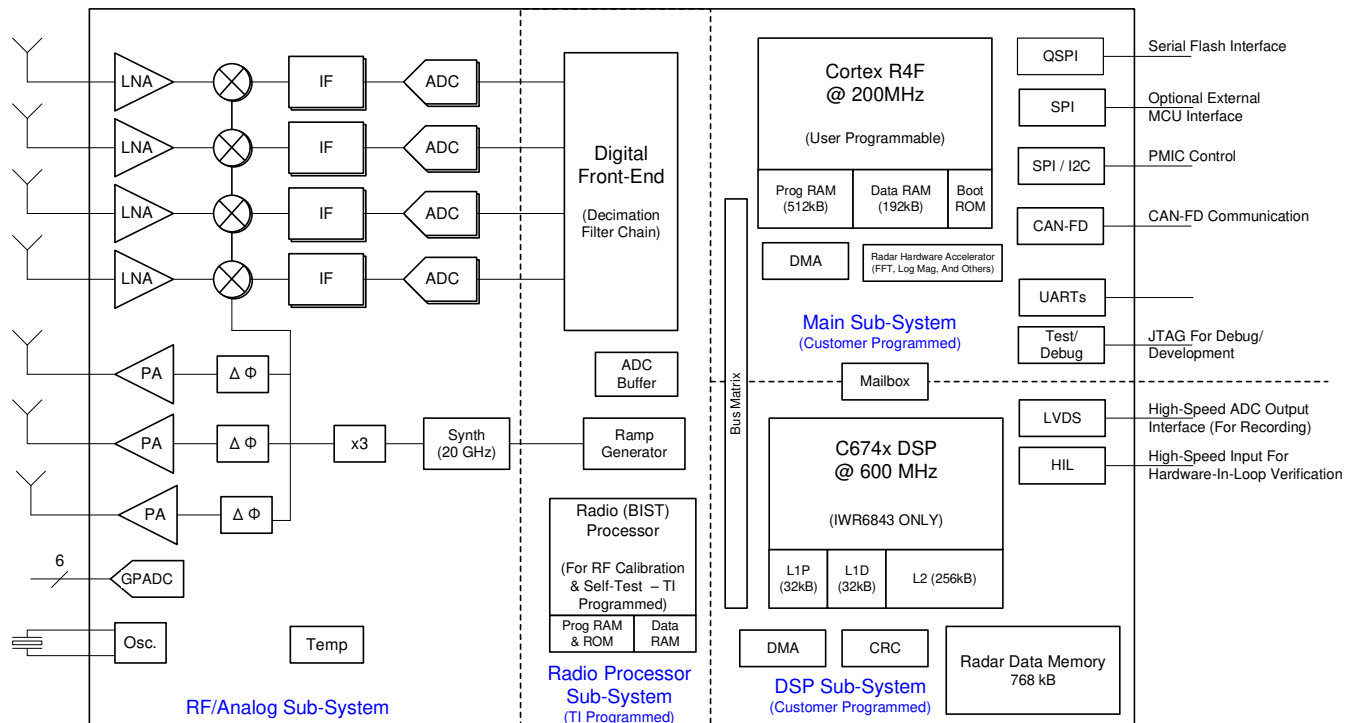 LNA
IF
ADC
LNA
IF
ADC
LNA
IF
ADC
LNA
IF
ADC
PA
Δ Φ
PA
Δ Φ
PA
Δ Φ
x3
Synth
(20 GHz)
6
GPADC
Osc.
Temp
RF/Analog Sub-System
Digital
Front-End
(Decimation
Filter Chain)
ADC
Buffer
Ramp
Generator
Radio (BIST)
Processor
(For RF Calibration
& Self-Test – TI
Programmed)
Prog RAM
& ROM
Data
RAM
Radio Processor
Sub-System
(TI Programmed)
Cortex R4F
@ 200MHz
(User Programmable)
Prog RAM
(512kB)
Data RAM
(192kB)
Boot
ROM
DMA
Radar Hardware Accelerator
(FFT, Log Mag, And Others)
Main Sub-System
(Customer Programmed)
Bus Matrix
Mailbox
C674x DSP
@ 600 MHz
(IWR6843 ONLY)
L1P
(32kB)
L1D
(32kB)
L2 (256kB)
DMA
CRC
DSP Sub-System
(Customer Programmed)
Radar Data Memory
768 kB
QSPI
Serial Flash Interface
SPI
Optional External
MCU Interface
SPI / I2C
PMIC Control
CAN-FD
CAN-FD Communication
UARTs
Test/
Debug
JTAG For Debug/
Development
LVDS
High-Speed ADC Output
Interface (For Recording)
HIL
High-Speed Input For
Hardware-In-Loop Verification